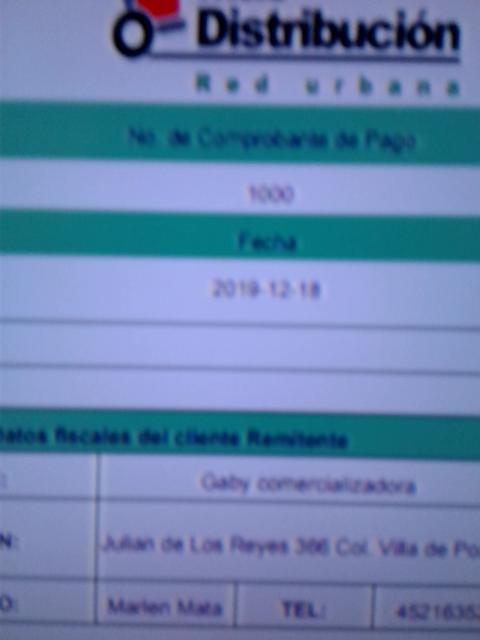 Distribución
Red urbana
No. de Comprobante de Pago
1000
Fecha
2019-12-18
Datos fiscales del cliente Remitente
: Gaby comercializadora
N: Julian de Los Reyes 366 Col. Villa de
O: Marlen Mata TEL: 4521635